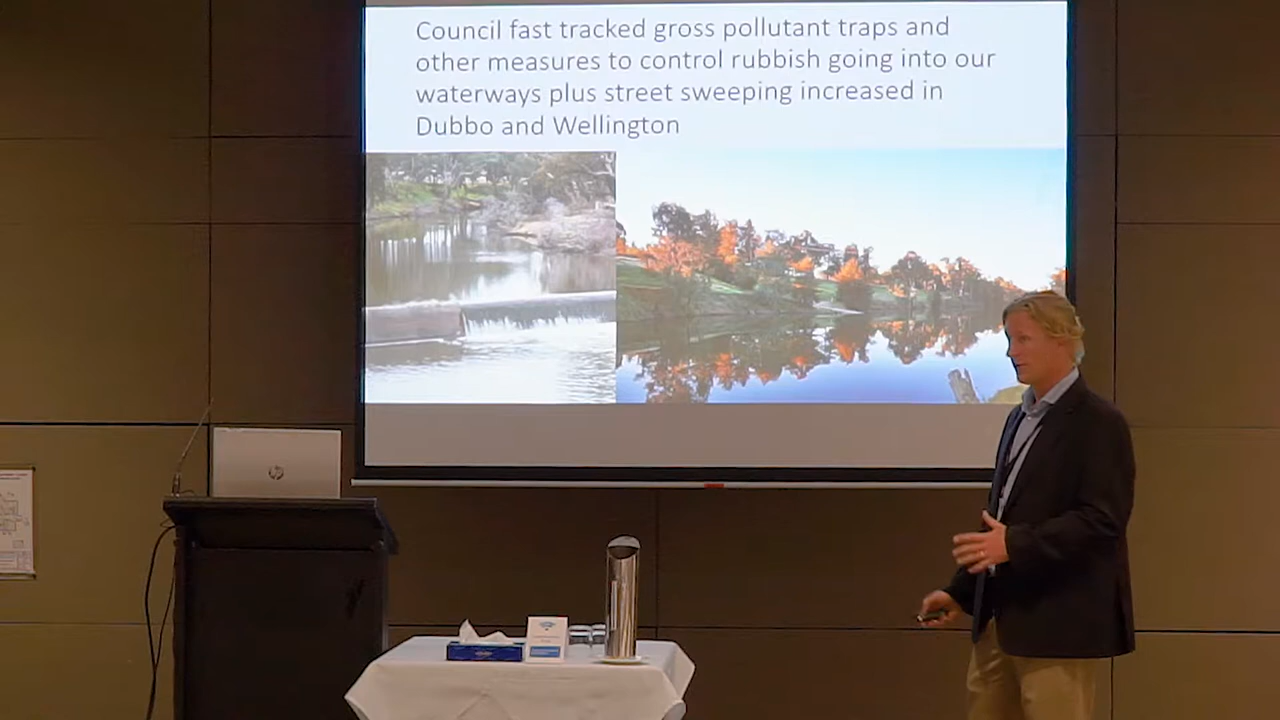 Council fast tracked gross pollutant traps and
other measures to control rubbish going into our
waterways plus street sweeping increased in
Dubbo and Wellington
hp